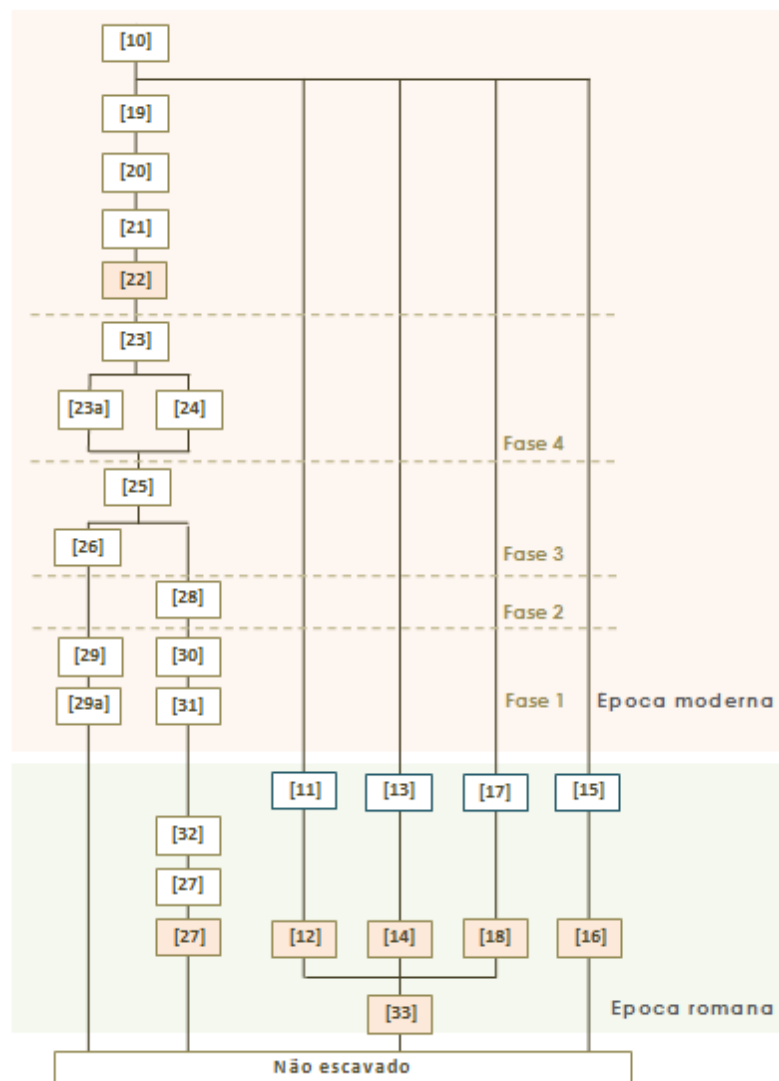 [10]
[19]
[20]
[21]
[22]
[23]
[23a] [24]
Fase 4
[25]
[26]
Fase 3
[28]
Fase 2
[29] [30]
[29a] [31] Fase 1 Epoca moderna
[11] [13] [17] [15]
[32]
[27]
[27] [12] [14] [18] [16]
[33] Epoca romana
Não escavado